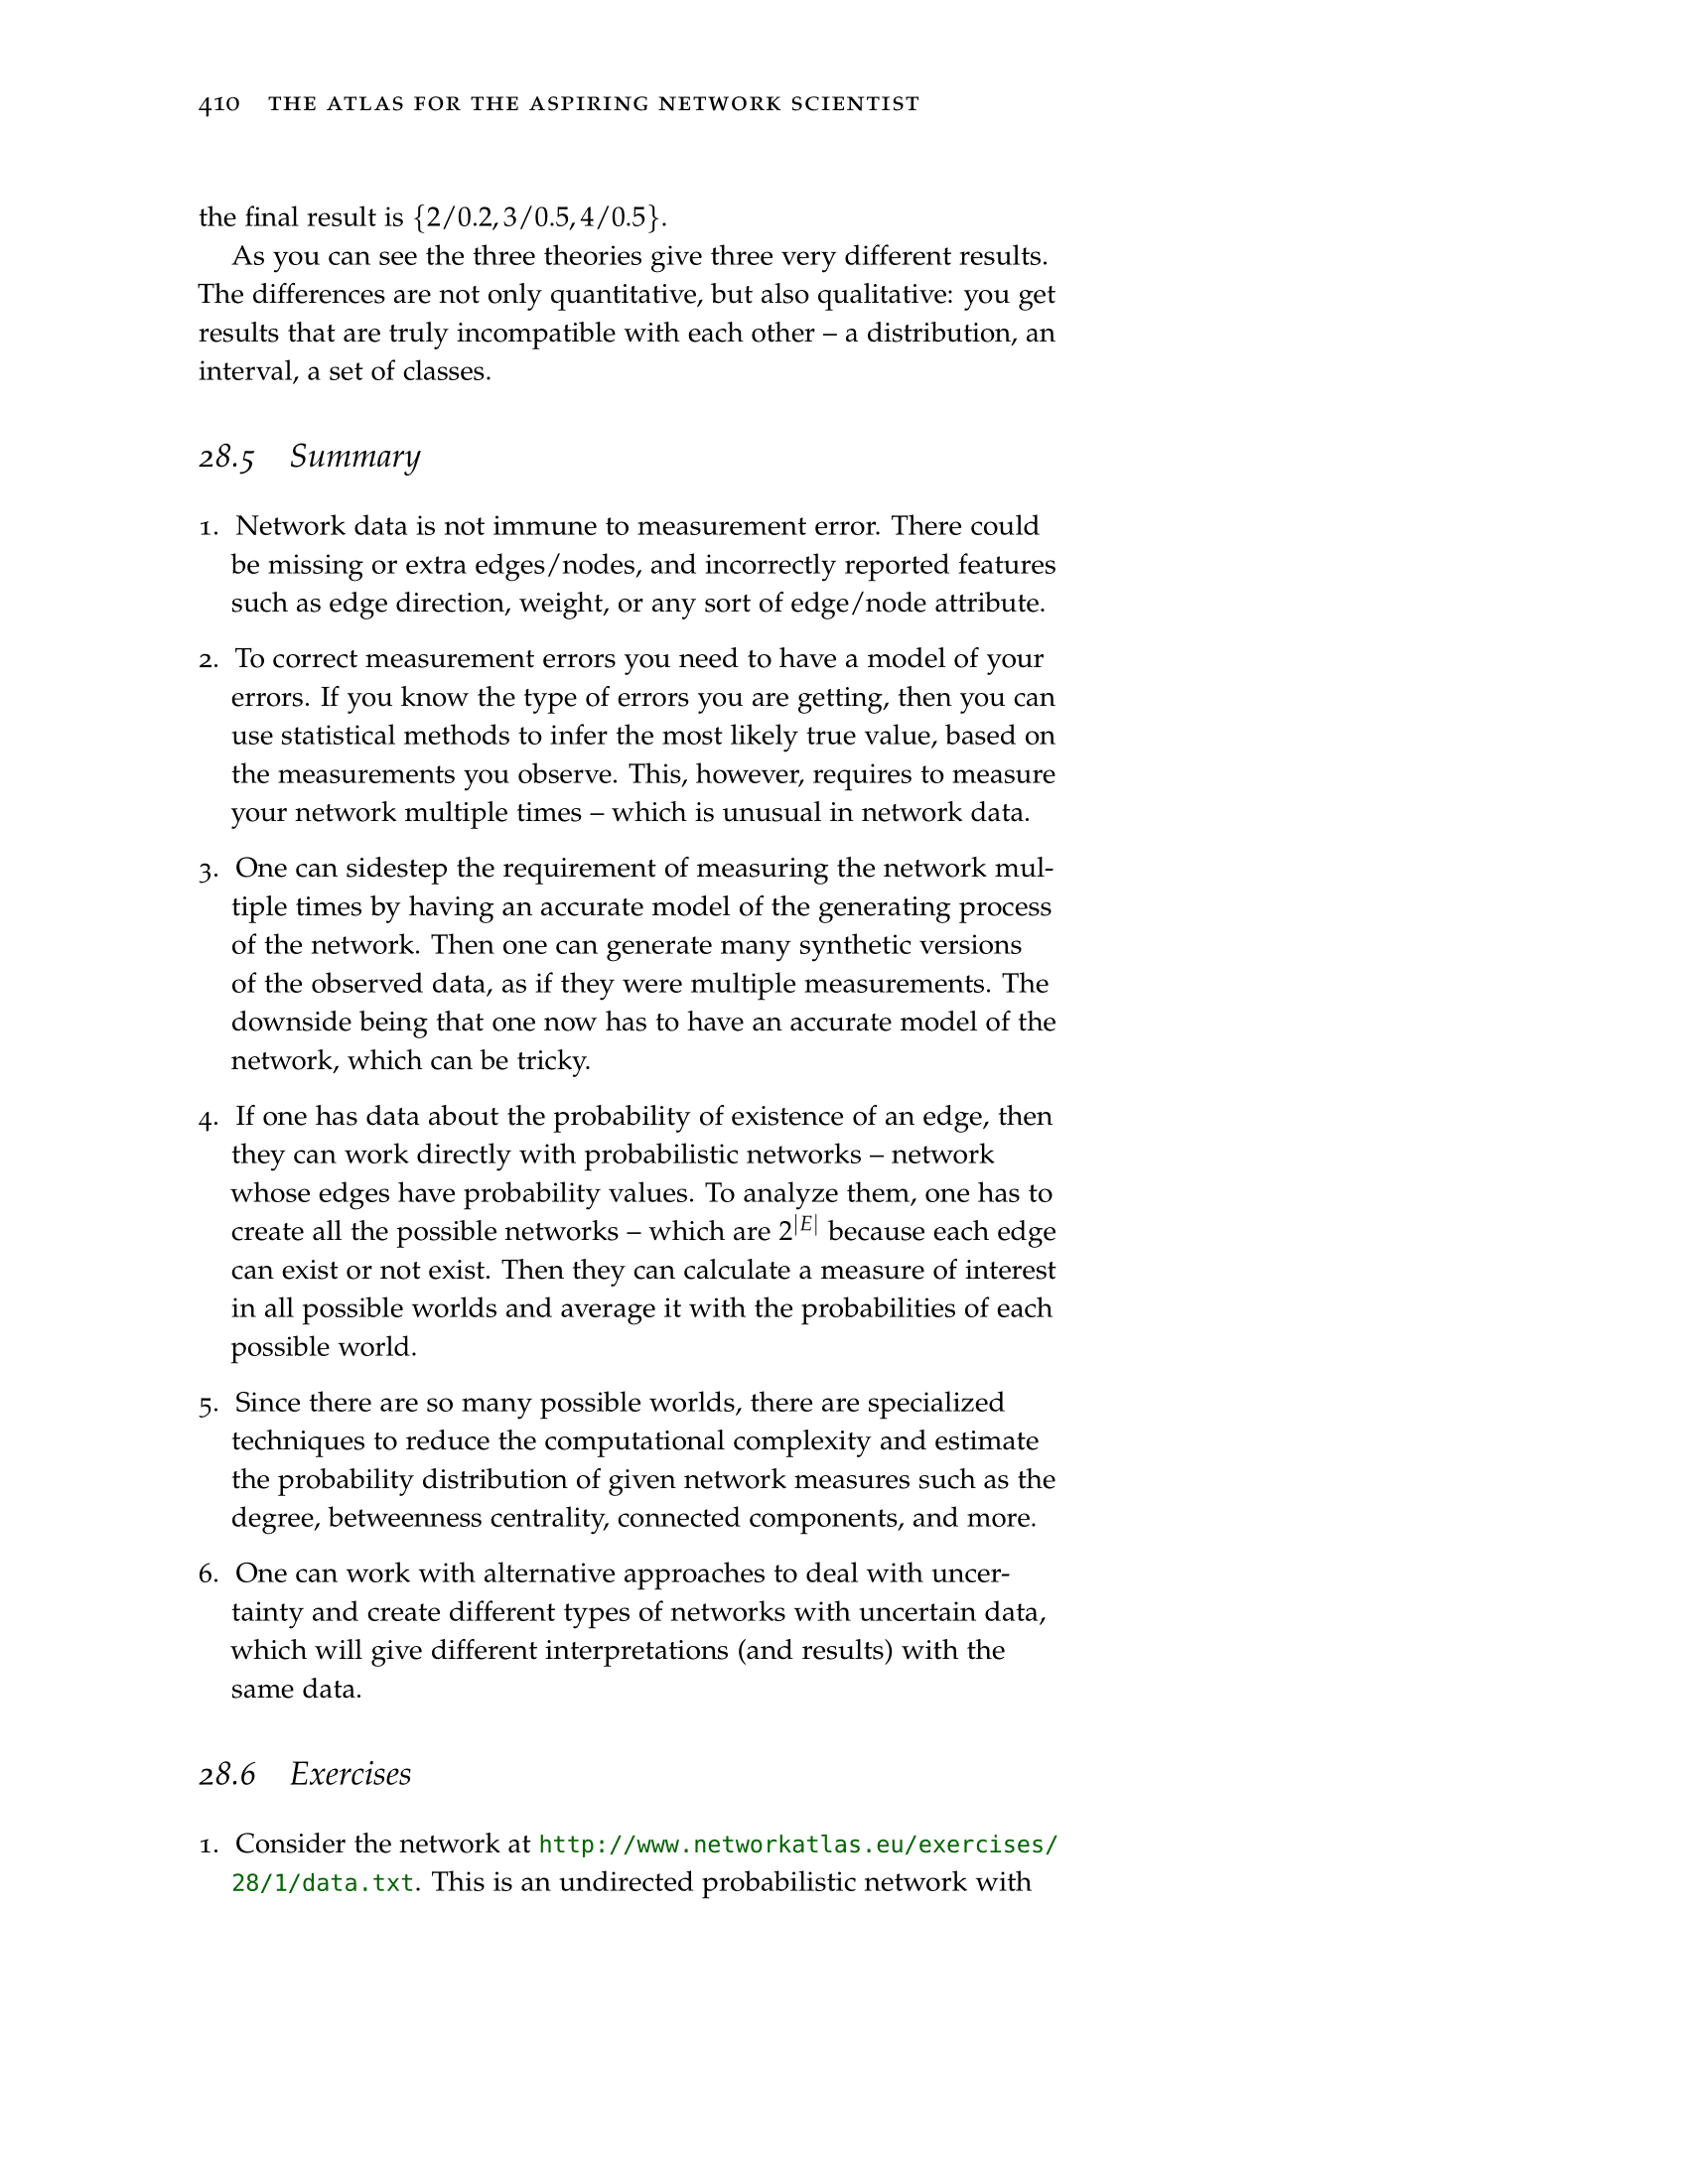 410 THE ATLAS FOR THE ASPIRING NETWORK SCIENTIST
the final result is {2/0.2, 3/0.5, 4/0.5}.
As you can see the three theories give three very different results.
The differences are not only quantitative, but also qualitative: you get
results that are truly incompatible with each other – a distribution, an
interval, a set of classes.
28.5 Summary
1. Network data is not immune to measurement error. There could
be missing or extra edges/nodes, and incorrectly reported features
such as edge direction, weight, or any sort of edge/node attribute.
2. To correct measurement errors you need to have a model of your
errors. If you know the type of errors you are getting, then you can
use statistical methods to infer the most likely true value, based on
the measurements you observe. This, however, requires to measure
your network multiple times – which is unusual in network data.
3. One can sidestep the requirement of measuring the network mul-
tiple times by having an accurate model of the generating process
of the network. Then one can generate many synthetic versions
of the observed data, as if they were multiple measurements. The
downside being that one now has to have an accurate model of the
network, which can be tricky.
4. If one has data about the probability of existence of an edge, then
they can work directly with probabilistic networks – network
whose edges have probability values. To analyze them, one has to
create all the possible networks – which are 2^|E| because each edge
can exist or not exist. Then they can calculate a measure of interest
in all possible worlds and average it with the probabilities of each
possible world.
5. Since there are so many possible worlds, there are specialized
techniques to reduce the computational complexity and estimate
the probability distribution of given network measures such as the
degree, betweenness centrality, connected components, and more.
6. One can work with alternative approaches to deal with uncer-
tainty and create different types of networks with uncertain data,
which will give different interpretations (and results) with the
same data.
28.6 Exercises
1. Consider the network at http://www.networkatlas.eu/exercises/
28/1/data.txt. This is an undirected probabilistic network with